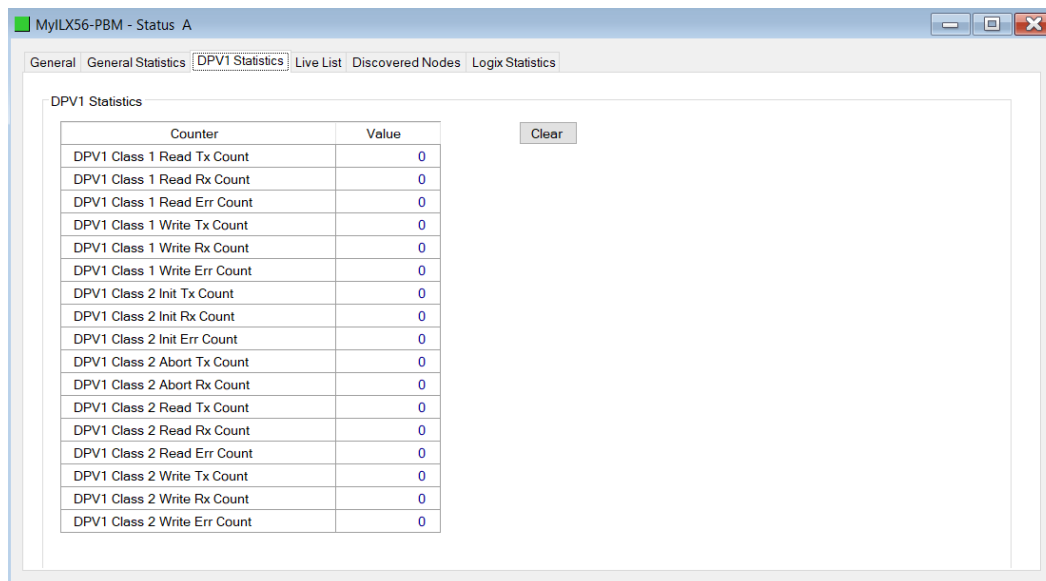 MyILX56-PBM - Status A
General General Statistics DPV1 Statistics Live List Discovered Nodes Logix Statistics
DPV1 Statistics
Counter Value Clear
DPV1 Class 1 Read Tx Count 0
DPV1 Class 1 Read Rx Count 0
DPV1 Class 1 Read Err Count 0
DPV1 Class 1 Write Tx Count 0
DPV1 Class 1 Write Rx Count 0
DPV1 Class 1 Write Err Count 0
DPV1 Class 2 Init Tx Count 0
DPV1 Class 2 Init Rx Count 0
DPV1 Class 2 Init Err Count 0
DPV1 Class 2 Abort Tx Count 0
DPV1 Class 2 Abort Rx Count 0
DPV1 Class 2 Read Tx Count 0
DPV1 Class 2 Read Rx Count 0
DPV1 Class 2 Read Err Count 0
DPV1 Class 2 Write Tx Count 0
DPV1 Class 2 Write Rx Count 0
DPV1 Class 2 Write Err Count 0